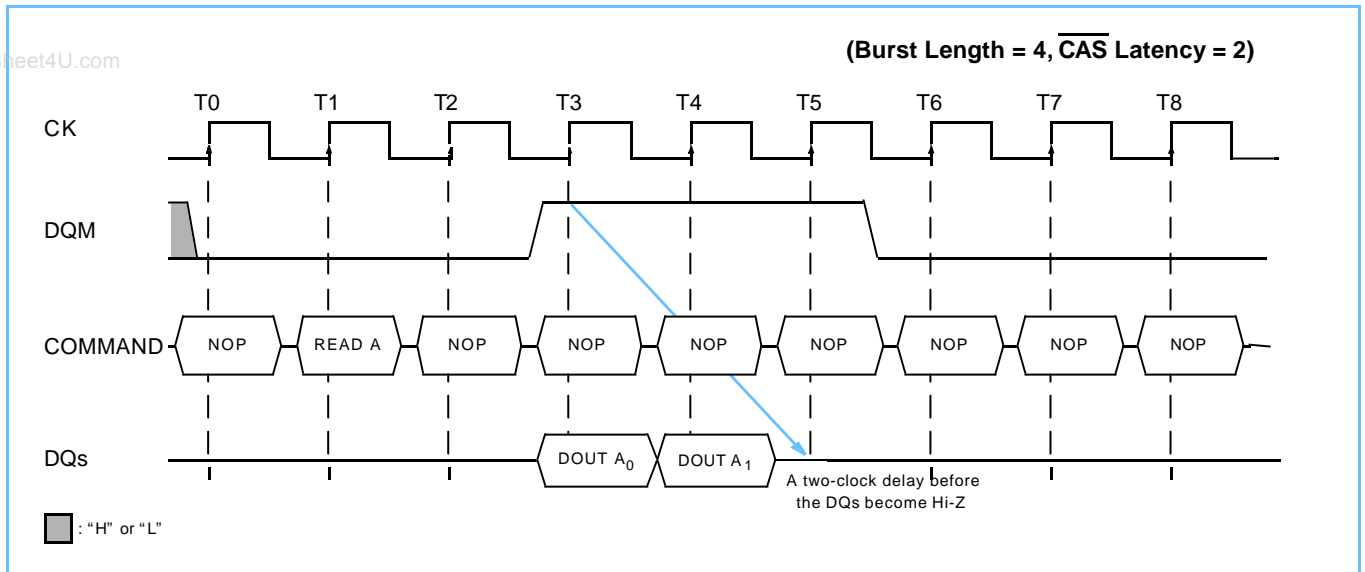 (Burst Length = 4, CAS Latency = 2)
heet4U.com
T0 T1 T2 T3 T4 T5 T6 T7 T8
CK
DQM
COMMAND NOP READ A NOP NOP NOP NOP NOP NOP NOP
DQs DOUT A0 DOUT A1
A two-clock delay before
the DQs become Hi-Z
: “H” or “L”